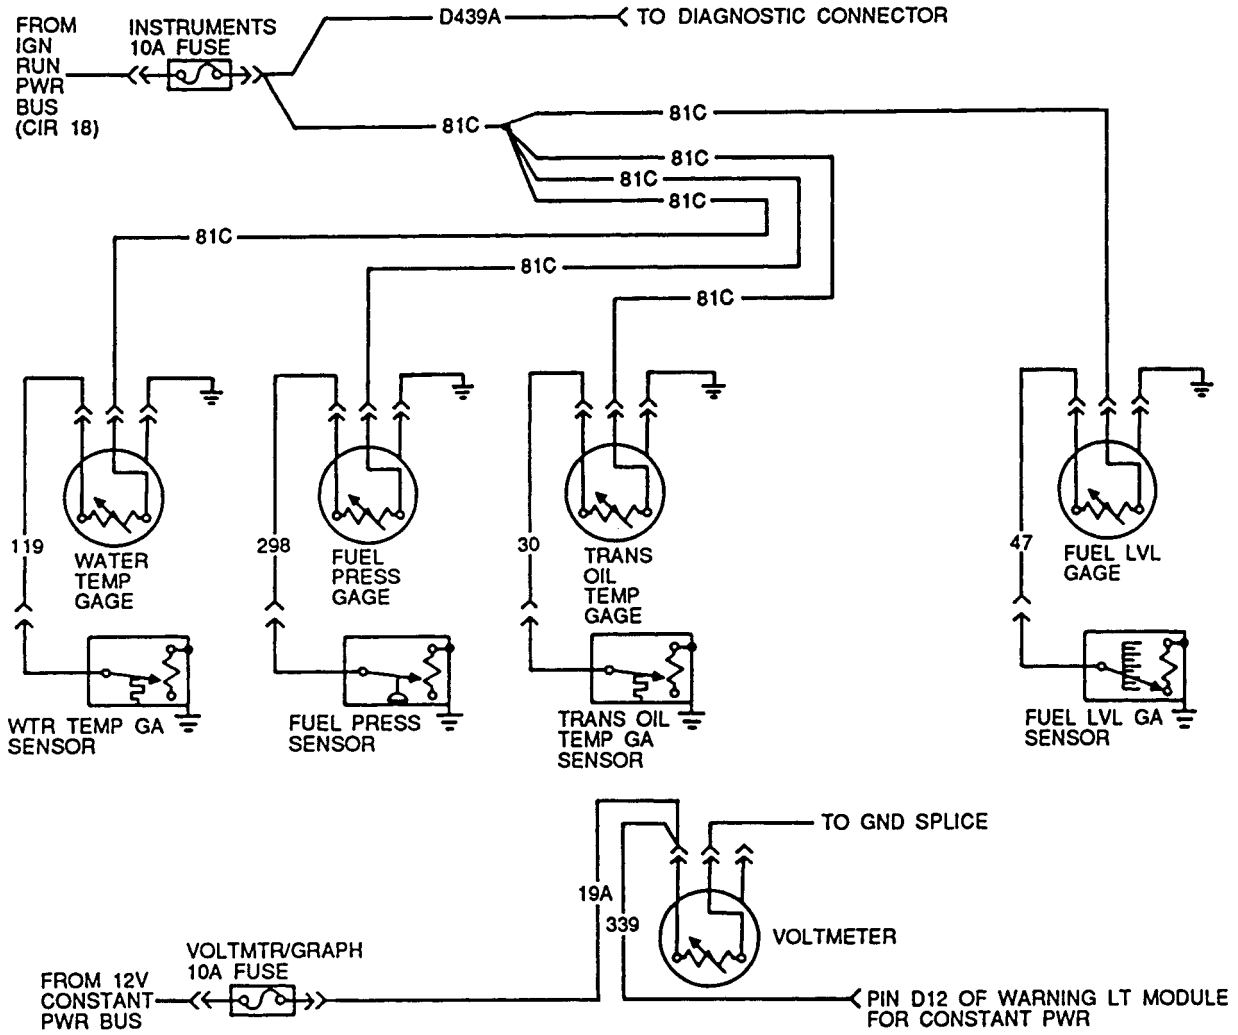 FROM
IGN
RUN
PWR
BUS
(CIR 18)
INSTRUMENTS
10A FUSE
D439A
TO DIAGNOSTIC CONNECTOR
81C
81C
81C
81C
81C
81C
81C
81C
119
WATER
TEMP
GAGE
298
FUEL
PRESS
GAGE
30
TRANS
OIL
TEMP
GAGE
47
FUEL LVL
GAGE
WTR TEMP GA
SENSOR
FUEL PRESS
SENSOR
TRANS OIL
TEMP GA
SENSOR
FUEL LVL GA
SENSOR
TO GND SPLICE
19A
339
VOLTMETER
VOLTMTR/GRAPH
10A FUSE
FROM 12V
CONSTANT
PWR BUS
PIN D12 OF WARNING LT MODULE
FOR CONSTANT PWR